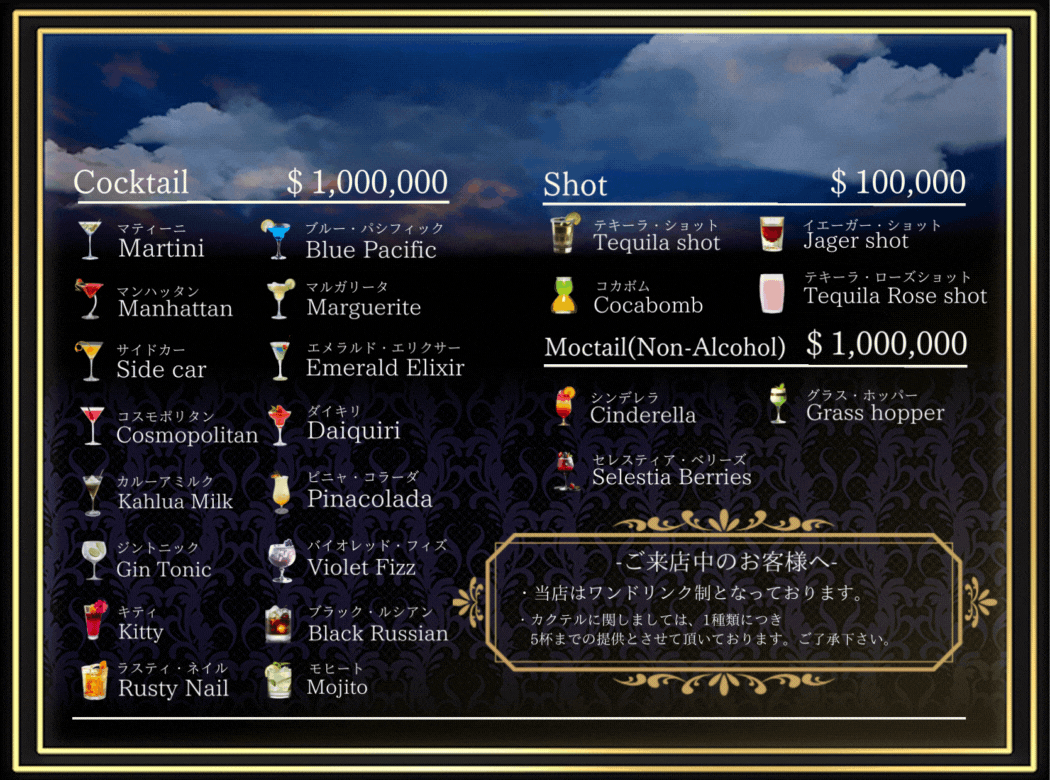 Cocktail $ 1,000,000
マティーニ
Martini
マンハッタン
Manhattan
サイドカー
Side car
コスモポリタン
Cosmopolitan
カルーアミルク
Kahlua Milk
ジントニック
Gin Tonic
キティ
Kitty
ラスティ・ネイル
Rusty Nail
ブルー・パシフィック
Blue Pacific
マルガリータ
Marguerite
エメラルド・エリクサー
Emerald Elixir
ダイキリ
Daiquiri
ピニャ・コラーダ
Pinacolada
バイオレッド・フィズ
Violet Fizz
ブラック・ルシアン
Black Russian
モヒート
Mojito
Shot $ 100,000
テキーラ・ショット
Tequila shot
コカボム
Cocabomb
イエーガー・ショット
Jager shot
テキーラ・ローズショット
Tequila Rose shot
Moctail(Non-Alcohol) $ 1,000,000
シンデレラ
Cinderella
セレスティア・ベリーズ
Selestia Berries
グラス・ホッパー
Grass hopper
-ご来店中のお客様へ-
・当店はワンドリンク制となっております。
・カクテルに関しましては、1種類につき
5杯までの提供とさせて頂いております。ご了承下さい。